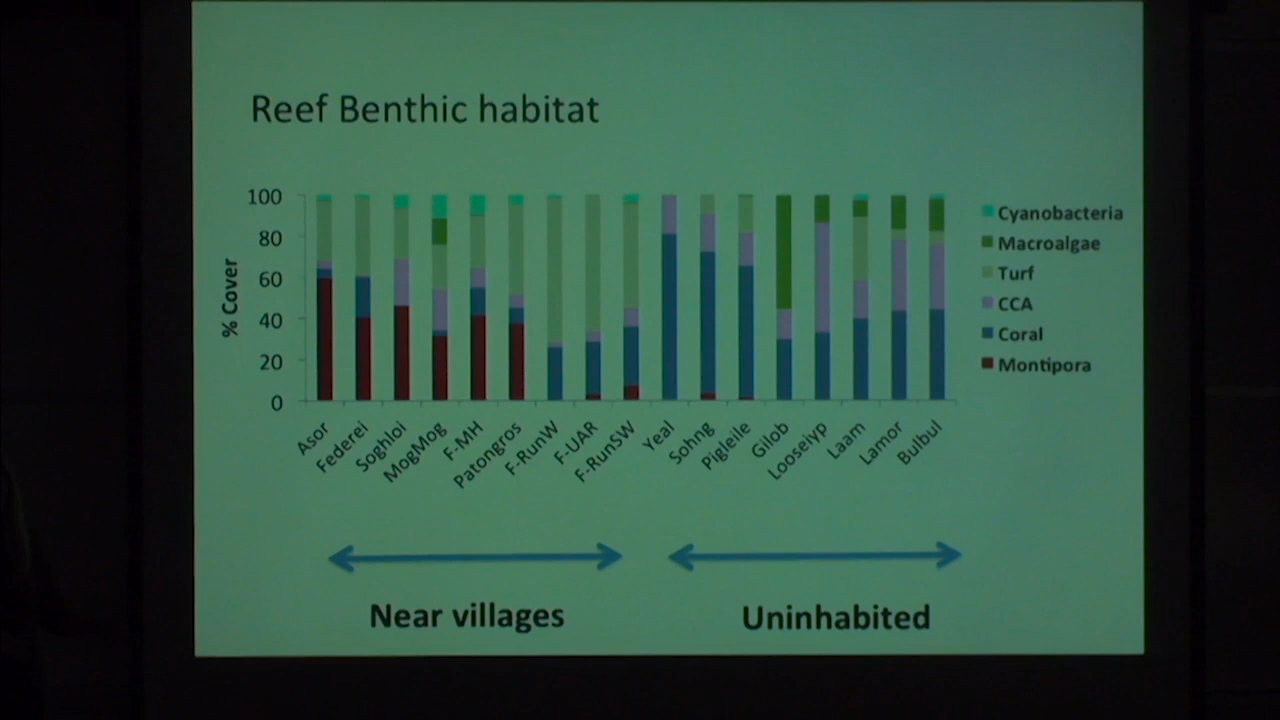 Reef Benthic habitat
% Cover
100
80
60
40
20
0
Cyanobacteria
Macroalgae
Turf
CCA
Coral
Montipora
Asor
Federei
Soghloi
MogMog
F-MH
Patongros
F-RunW
F-UAR
F-RunSW
Yeal
Sohng
Pigleile
Gilob
Looseiyp
Laam
Lamor
Bulbul
Near villages
Uninhabited